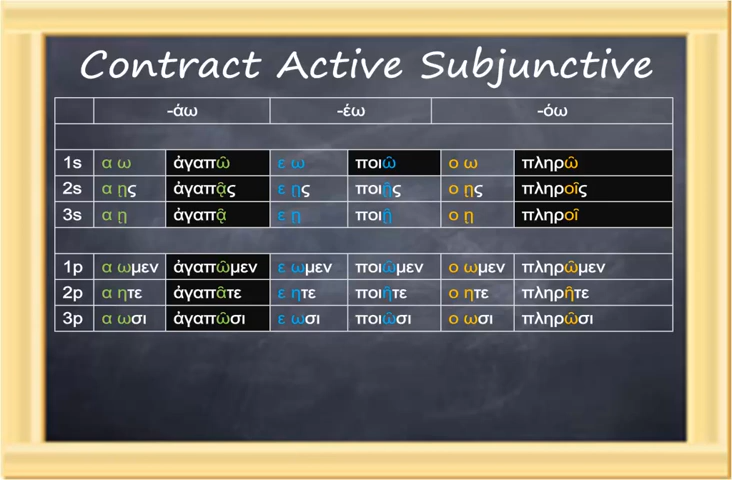 Contract Active Subjunctive
-άω -έω -όω
1s α ω ἀγαπῶ ε ω ποιῶ ο ω πληρῶ
2s α ῃς ἀγαπᾷς ε ῃς ποιῇς ο ῃς πληροῖς
3s α ῃ ἀγαπᾷ ε ῃ ποιῇ ο ῃ πληροῖ
1p α ωμεν ἀγαπῶμεν ε ωμεν ποιῶμεν ο ωμεν πληρῶμεν
2p α ητε ἀγαπᾶτε ε ητε ποιῆτε ο ητε πληρῆτε
3p α ωσι ἀγαπῶσι ε ωσι ποιῶσι ο ωσι πληρῶσι